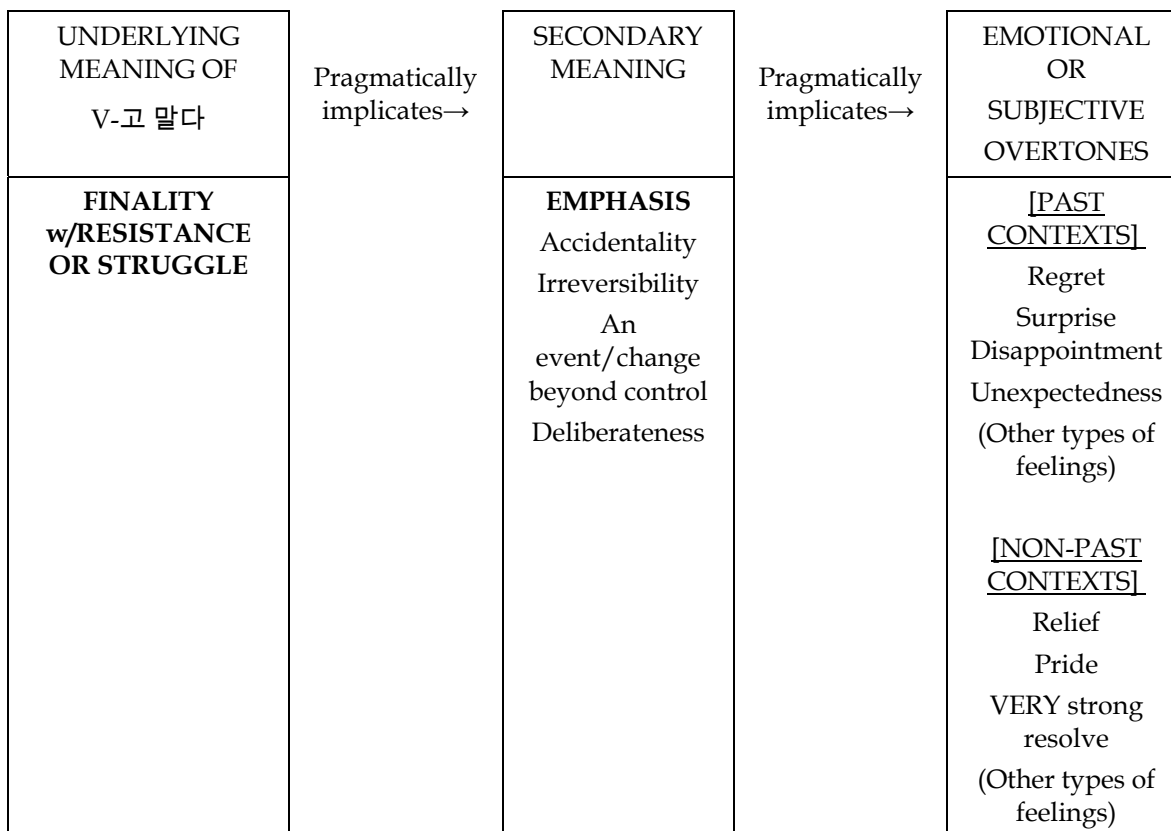 UNDERLYING
MEANING OF
V-고 말다
Pragmatically
implicates→
SECONDARY
MEANING
Pragmatically
implicates→
EMOTIONAL
OR
SUBJECTIVE
OVERTONES
FINALITY
w/RESISTANCE
OR STRUGGLE
EMPHASIS
Accidentality
Irreversibility
An
event/change
beyond control
Deliberateness
[PAST
CONTEXTS]
Regret
Surprise
Disappointment
Unexpectedness
(Other types of
feelings)
[NON-PAST
CONTEXTS]
Relief
Pride
VERY strong
resolve
(Other types of
feelings)